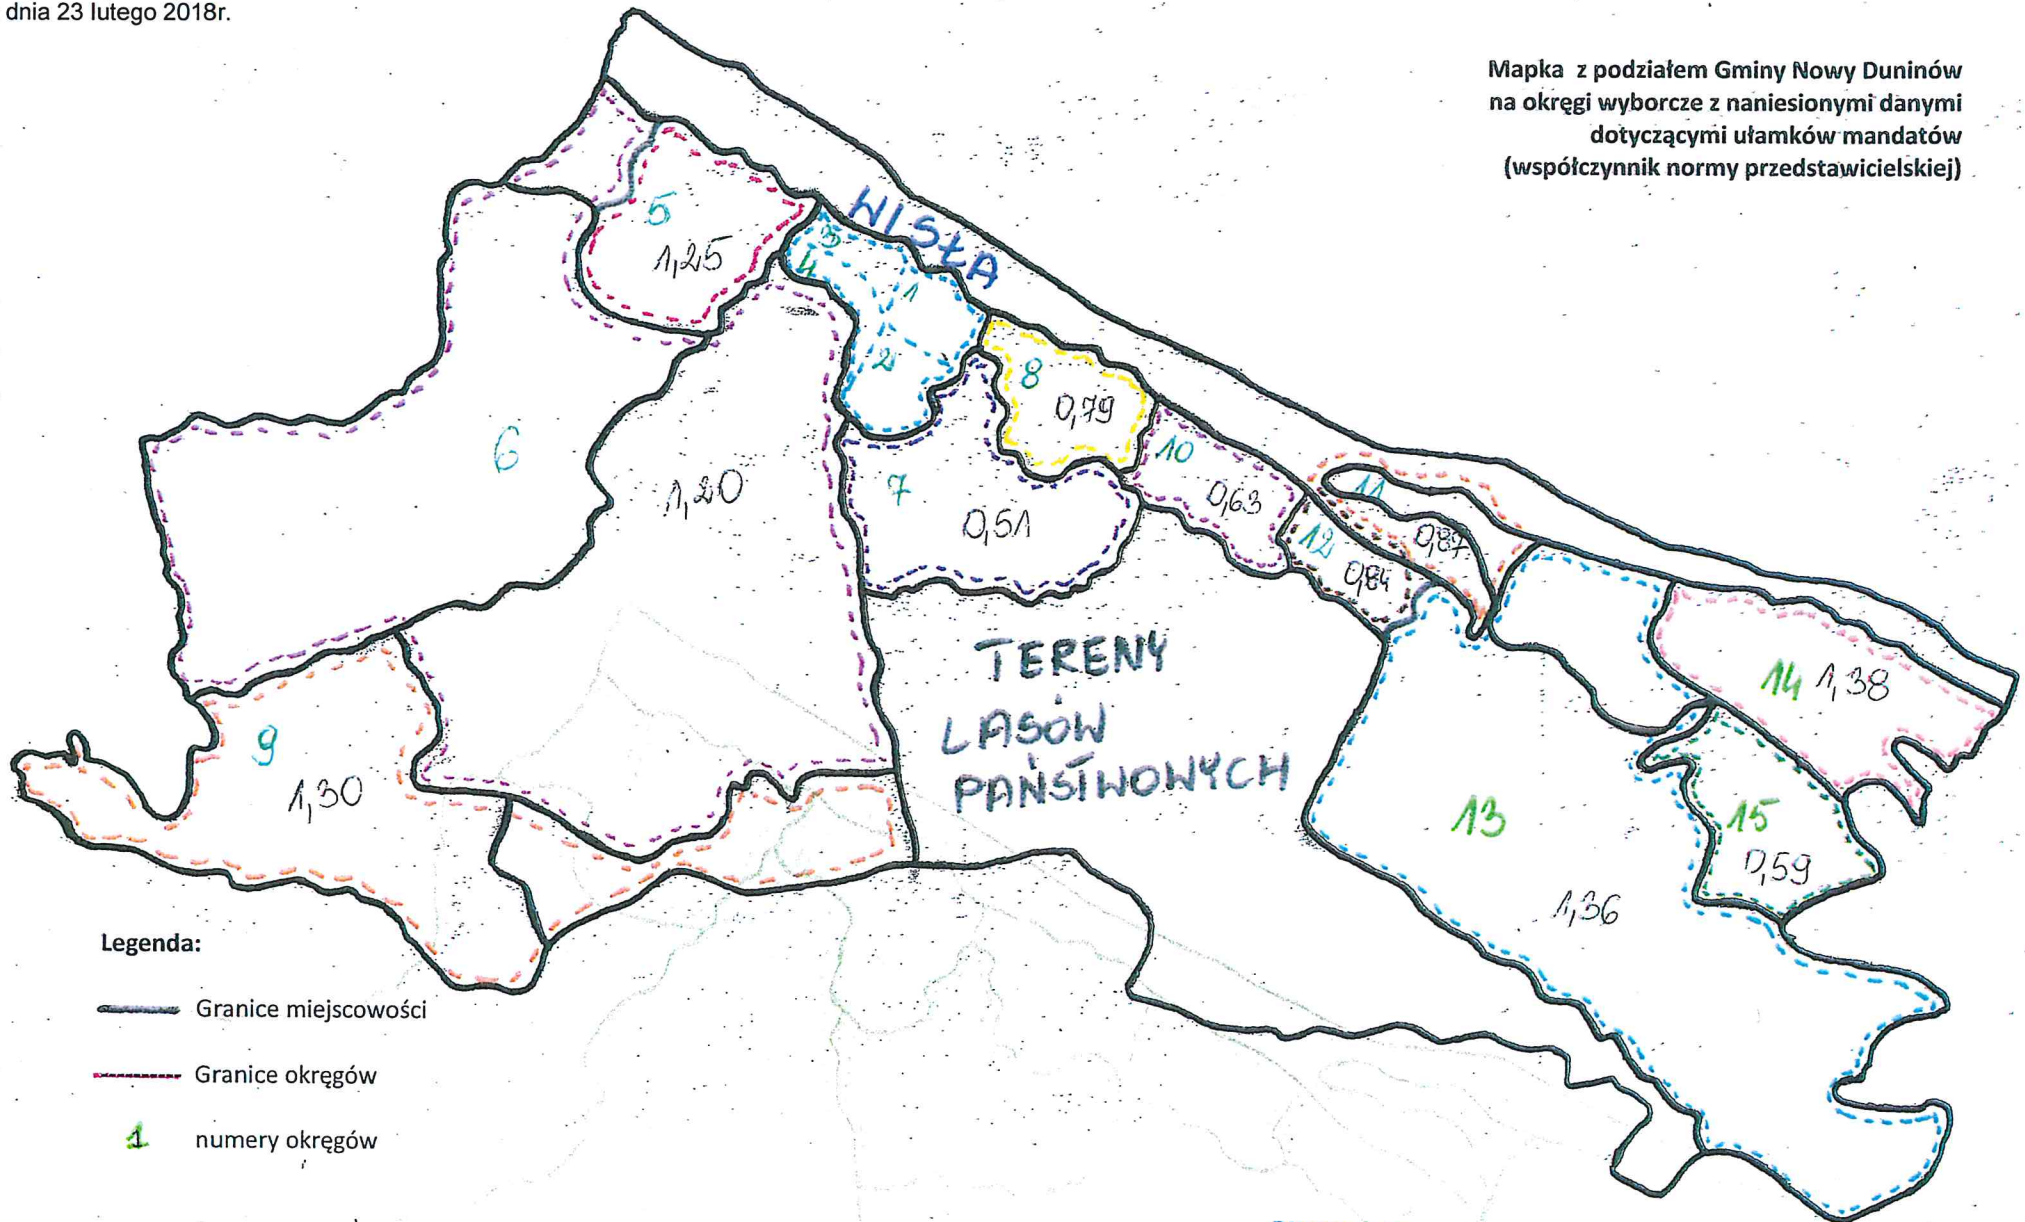 dnia 23 lutego 2018r.
Mapka z podziałem Gminy Nowy Duninów
na okręgi wyborcze z naniesionymi danymi
dotyczącymi ułamków mandatów
(współczynnik normy przedstawicielskiej)
WISŁA
5
1,25
3
4
1
2
8
0,79
6
1,20
7
0,51
10
0,63
11
0,87
12
0,84
TERENY
LASÓW
PAŃSTWOWYCH
14 1,38
9
1,30
13
1,36
15
0,59
Legenda:
Granice miejscowości
Granice okręgów
1 numery okręgów